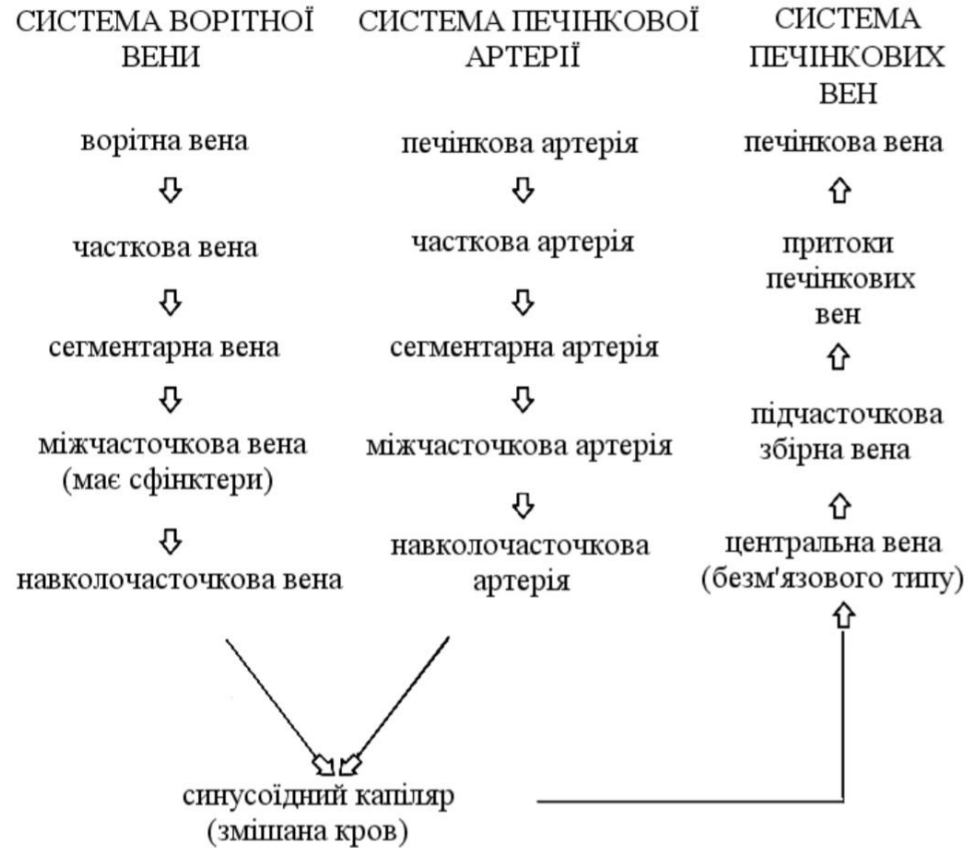 СИСТЕМА ВОРІТНОЇ
ВЕНИ
ворітна вена
часткова вена
сегментарна вена
міжчасточкова вена
(має сфінктери)
навколочасточкова вена
СИСТЕМА ПЕЧІНКОВОЇ
АРТЕРІЇ
печінкова артерія
часткова артерія
сегментарна артерія
міжчасточкова артерія
навколочасточкова
артерія
СИСТЕМА
ПЕЧІНКОВИХ
ВЕН
печінкова вена
притоки
печінкових
вен
підчасточкова
збірна вена
центральна вена
(безм'язового типу)
синусоїдний капіляр
(змішана кров)